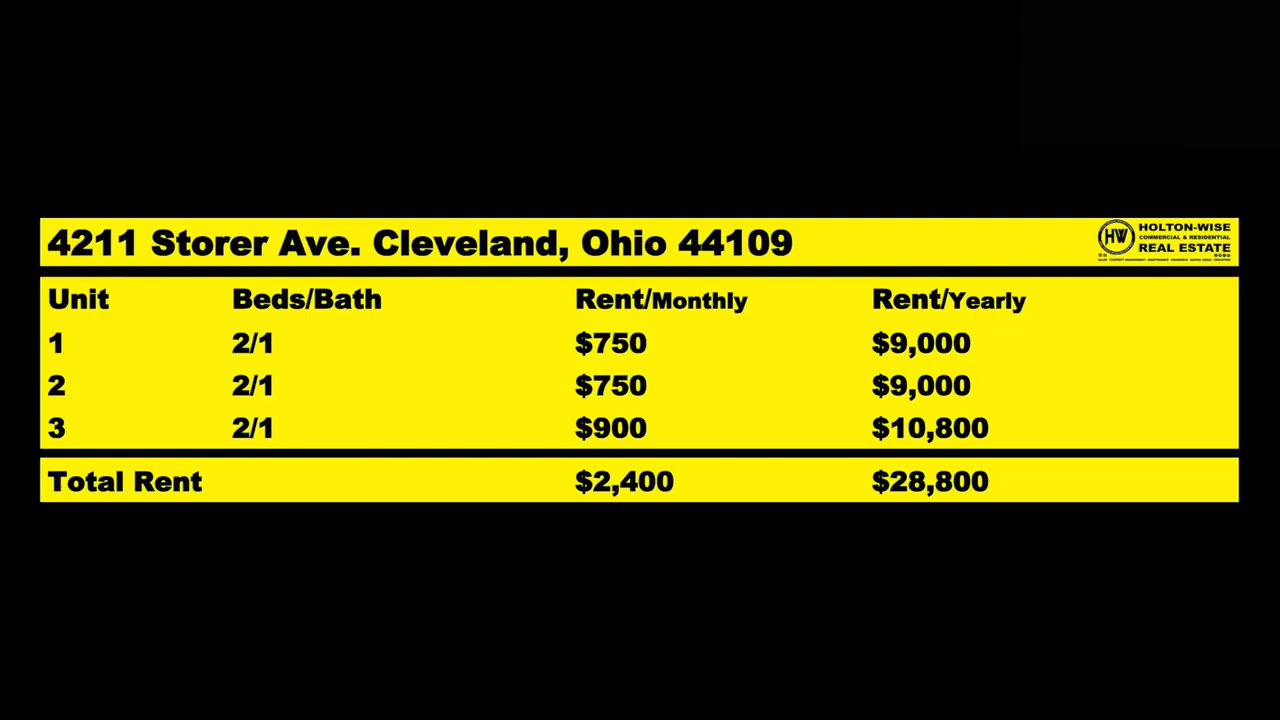 4211 Storer Ave. Cleveland, Ohio 44109
HOLTON-WISE
HW
COMMERCIAL & RESIDENTIAL
REAL ESTATE
Unit Beds/Bath Rent/Monthly Rent/Yearly
1 2/1 $750 $9,000
2 2/1 $750 $9,000
3 2/1 $900 $10,800
Total Rent $2,400 $28,800